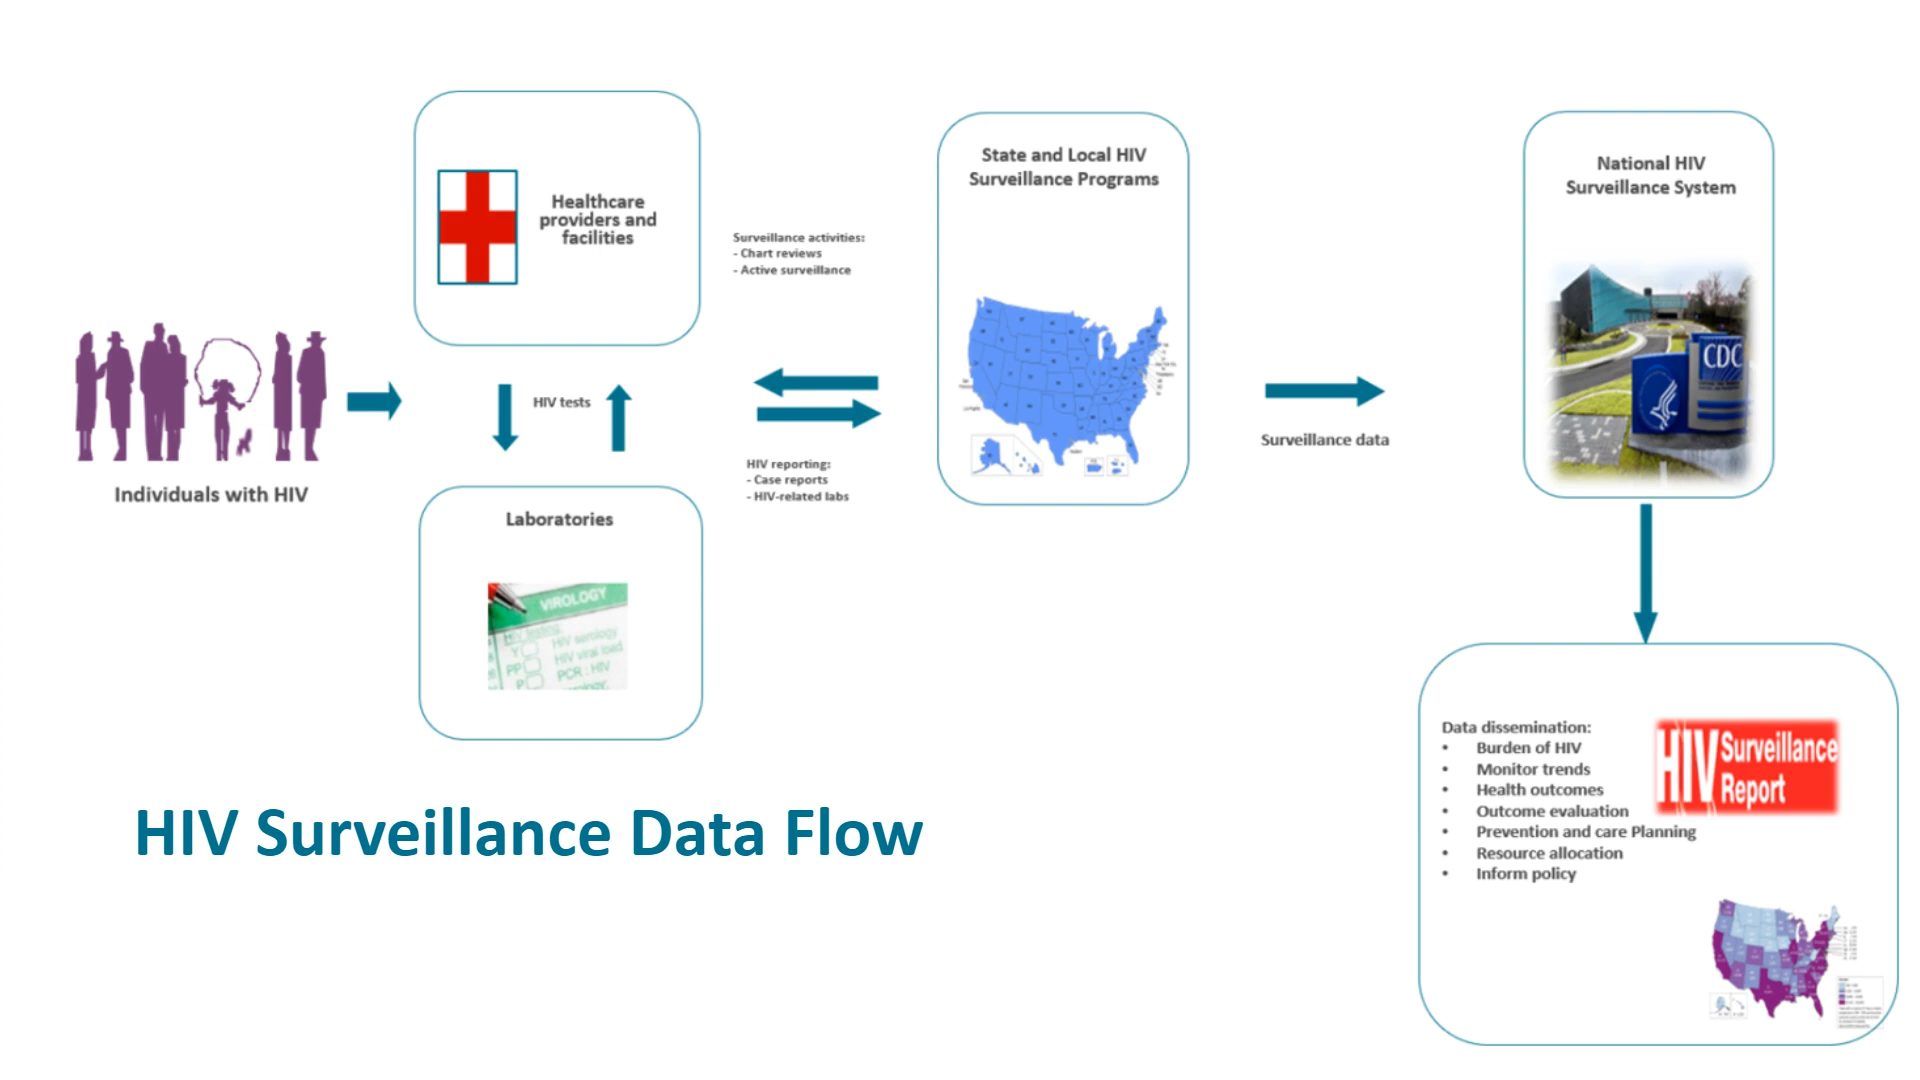 Healthcare
providers and
facilities
Individuals with HIV
HIV tests
Laboratories
VIROLOGY
HIV testing:
HIV serology
HIV viral load
PCR : HIV
Surveillance activities:
- Chart reviews
- Active surveillance
HIV reporting:
- Case reports
- HIV-related labs
State and Local HIV
Surveillance Programs
Surveillance data
National HIV
Surveillance System
CDC
Data dissemination:
• Burden of HIV
• Monitor trends
• Health outcomes
• Outcome evaluation
• Prevention and care Planning
• Resource allocation
• Inform policy
HIV Surveillance
Report
HIV Surveillance Data Flow